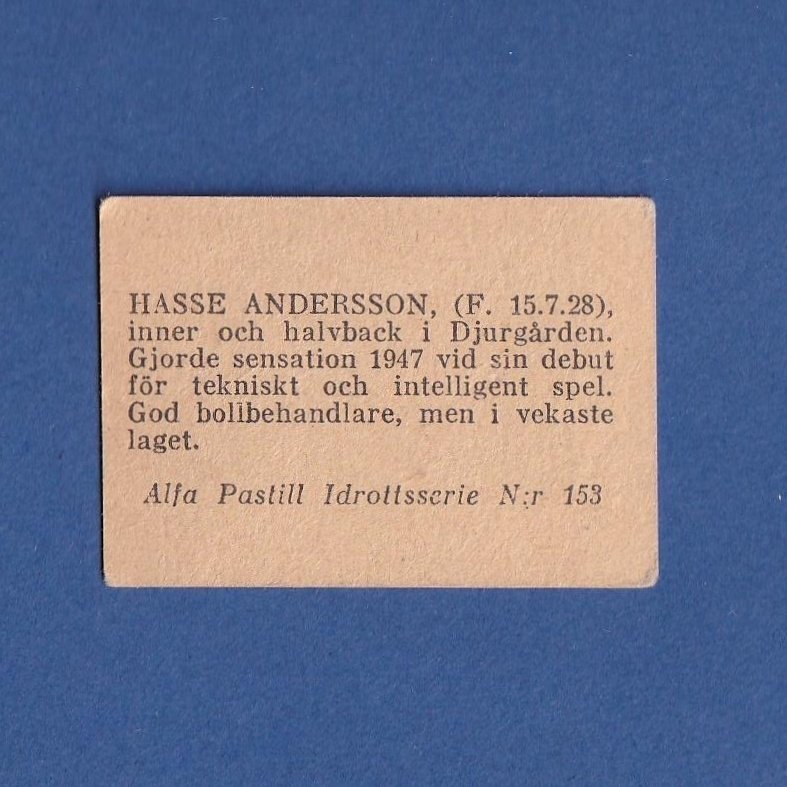 HASSE ANDERSSON, (F. 15.7.28),
inner och halvback i Djurgården.
Gjorde sensation 1947 vid sin debut
för tekniskt och intelligent spel.
God bollbehandlare, men i vekaste
laget.
Alfa Pastill Idrottsserie N:r 153